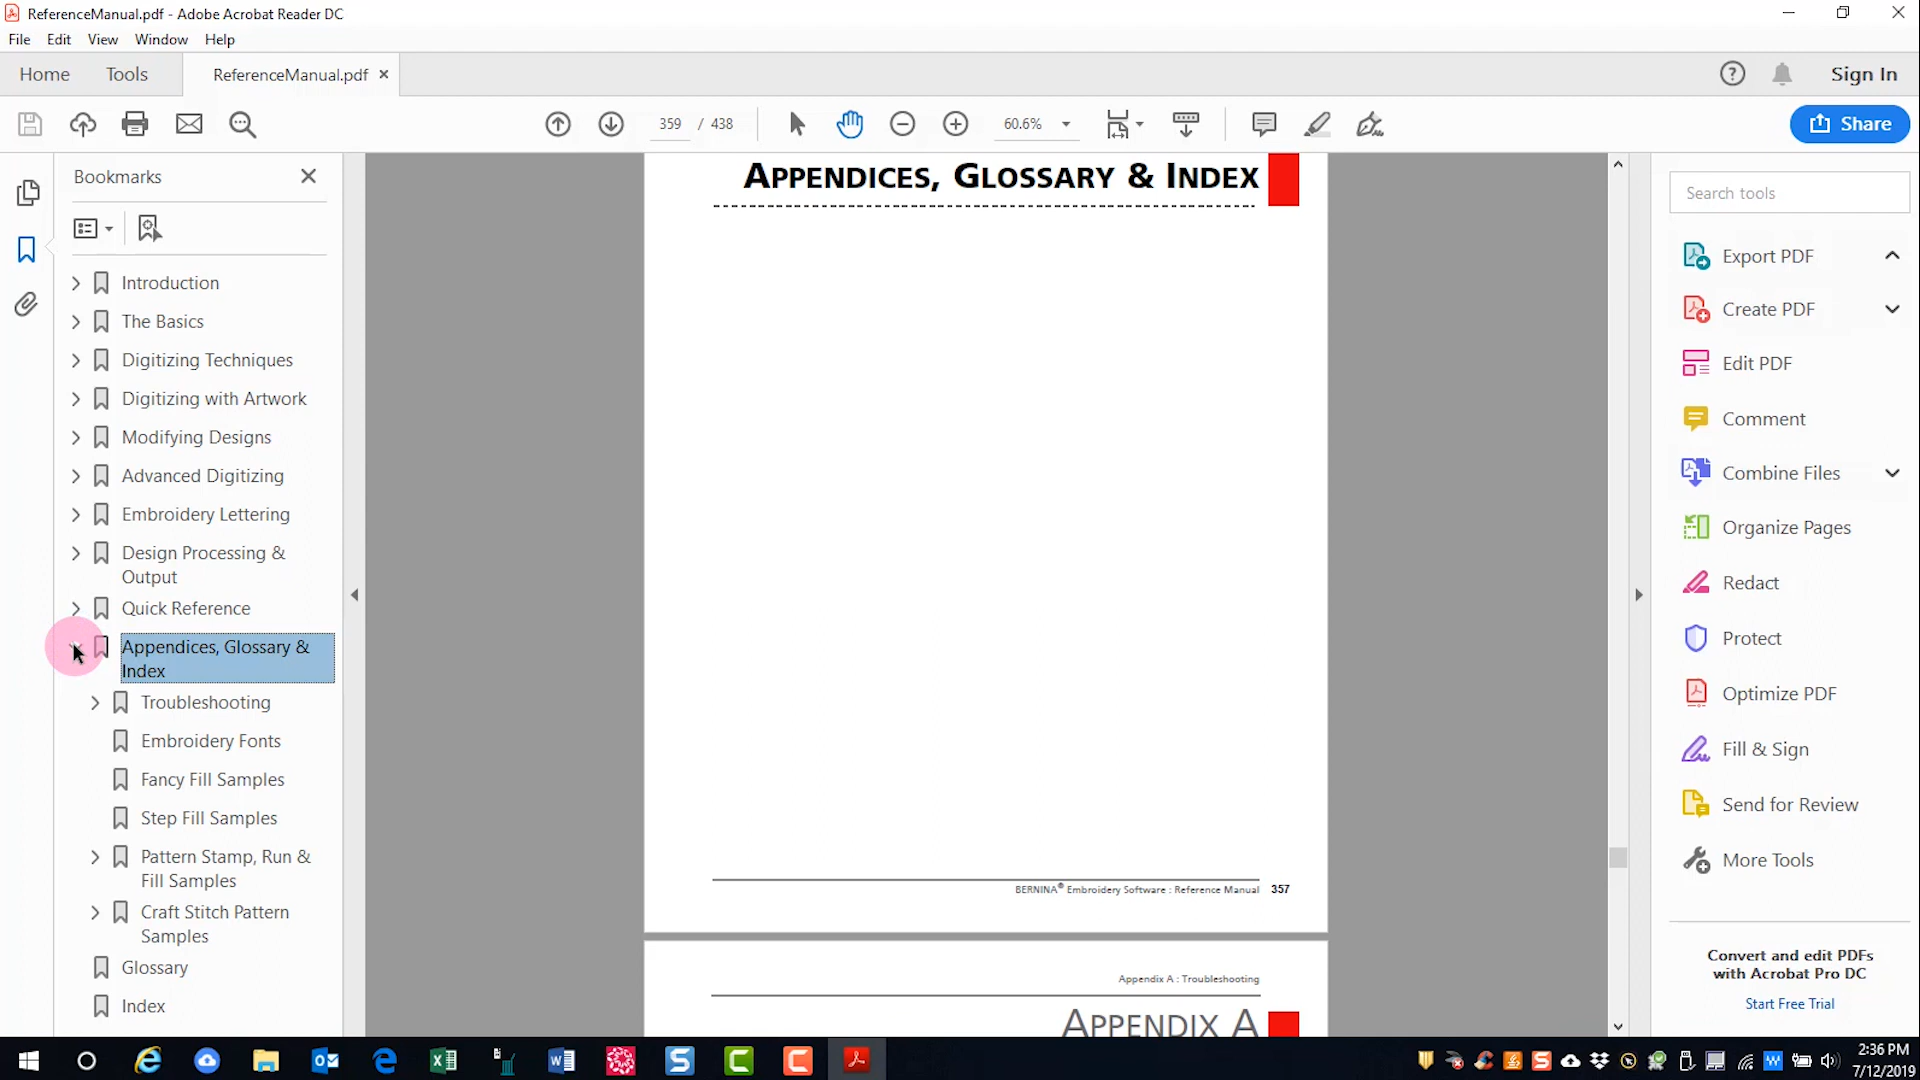 ReferenceManual.pdf - Adobe Acrobat Reader DC
File Edit View Window Help
Home Tools ReferenceManual.pdf × Sign In
359 / 438 60.6% Share
Bookmarks
Introduction
The Basics
Digitizing Techniques
Digitizing with Artwork
Modifying Designs
Advanced Digitizing
Embroidery Lettering
Design Processing &
Output
Quick Reference
Appendices, Glossary &
Index
Troubleshooting
Embroidery Fonts
Fancy Fill Samples
Step Fill Samples
Pattern Stamp, Run &
Fill Samples
Craft Stitch Pattern
Samples
Glossary
Index
APPENDICES, GLOSSARY & INDEX
BERNINA® Embroidery Software : Reference Manual 357
Appendix A : Troubleshooting
APPENDIX A
Search tools
Export PDF
Create PDF
Edit PDF
Comment
Combine Files
Organize Pages
Redact
Protect
Optimize PDF
Fill & Sign
Send for Review
More Tools
Convert and edit PDFs
with Acrobat Pro DC
Start Free Trial
2:36 PM
7/12/2019